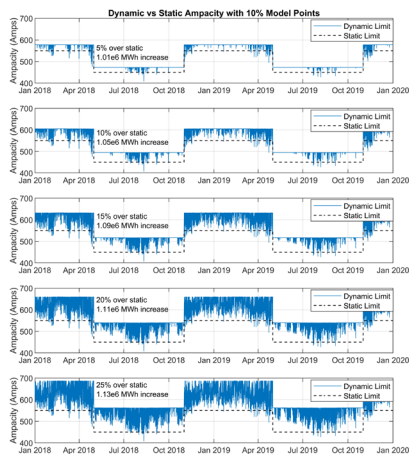 Dynamic vs Static Ampacity with 10% Model Points
Ampacity (Amps)
700
600
500
400
5% over static
1.01e6 MWh increase
Dynamic Limit
Static Limit
Jan 2018 Apr 2018 Jul 2018 Oct 2018 Jan 2019 Apr 2019 Jul 2019 Oct 2019 Jan 2020
Ampacity (Amps)
700
600
500
400
10% over static
1.05e6 MWh increase
Dynamic Limit
Static Limit
Jan 2018 Apr 2018 Jul 2018 Oct 2018 Jan 2019 Apr 2019 Jul 2019 Oct 2019 Jan 2020
Ampacity (Amps)
700
600
500
400
15% over static
1.09e6 MWh increase
Dynamic Limit
Static Limit
Jan 2018 Apr 2018 Jul 2018 Oct 2018 Jan 2019 Apr 2019 Jul 2019 Oct 2019 Jan 2020
Ampacity (Amps)
700
600
500
400
20% over static
1.11e6 MWh increase
Dynamic Limit
Static Limit
Jan 2018 Apr 2018 Jul 2018 Oct 2018 Jan 2019 Apr 2019 Jul 2019 Oct 2019 Jan 2020
Ampacity (Amps)
700
600
500
400
25% over static
1.13e6 MWh increase
Dynamic Limit
Static Limit
Jan 2018 Apr 2018 Jul 2018 Oct 2018 Jan 2019 Apr 2019 Jul 2019 Oct 2019 Jan 2020